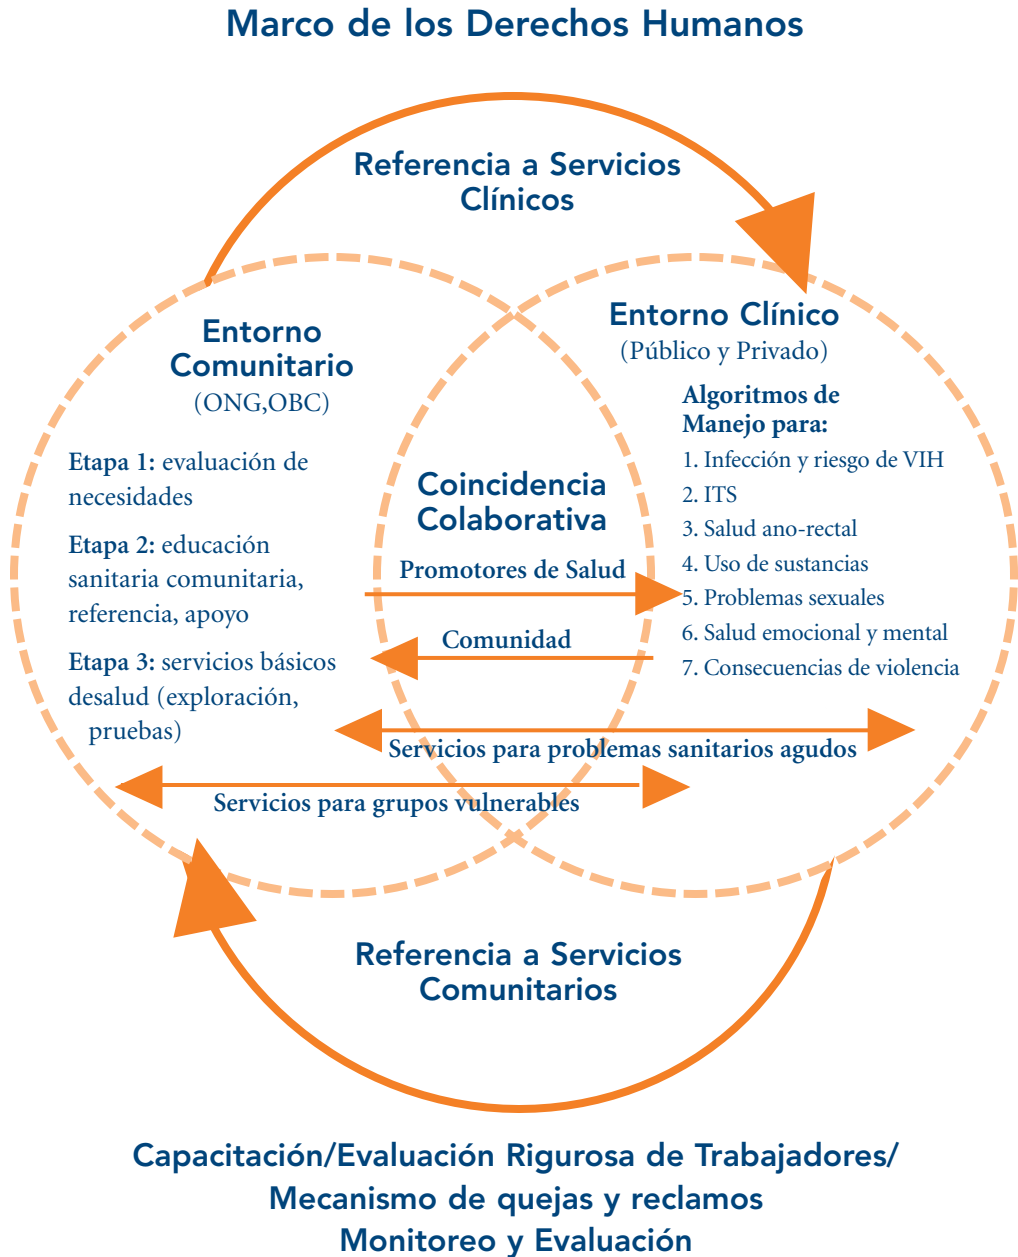 Marco de los Derechos Humanos
Referencia a Servicios
Clínicos
Entorno
Comunitario
(ONG,OBC)
Etapa 1: evaluación de
necesidades
Etapa 2: educación
sanitaria comunitaria,
referencia, apoyo
Etapa 3: servicios básicos
desalud (exploración,
pruebas)
Coincidencia
Colaborativa
Promotores de Salud
Comunidad
Entorno Clínico
(Público y Privado)
Algoritmos de
Manejo para:
1. Infección y riesgo de VIH
2. ITS
3. Salud ano-rectal
4. Uso de sustancias
5. Problemas sexuales
6. Salud emocional y mental
7. Consecuencias de violencia
Servicios para problemas sanitarios agudos
Servicios para grupos vulnerables
Referencia a Servicios
Comunitarios
Capacitación/Evaluación Rigurosa de Trabajadores/
Mecanismo de quejas y reclamos
Monitoreo y Evaluación